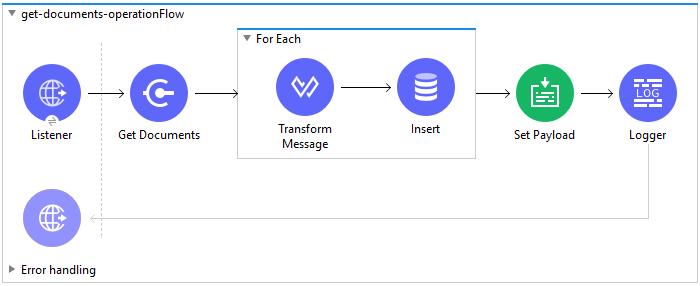 get-documents-operationFlow
For Each
Listener
Get Documents
Transform
Message
Insert
Set Payload
LOG
Logger
Error handling